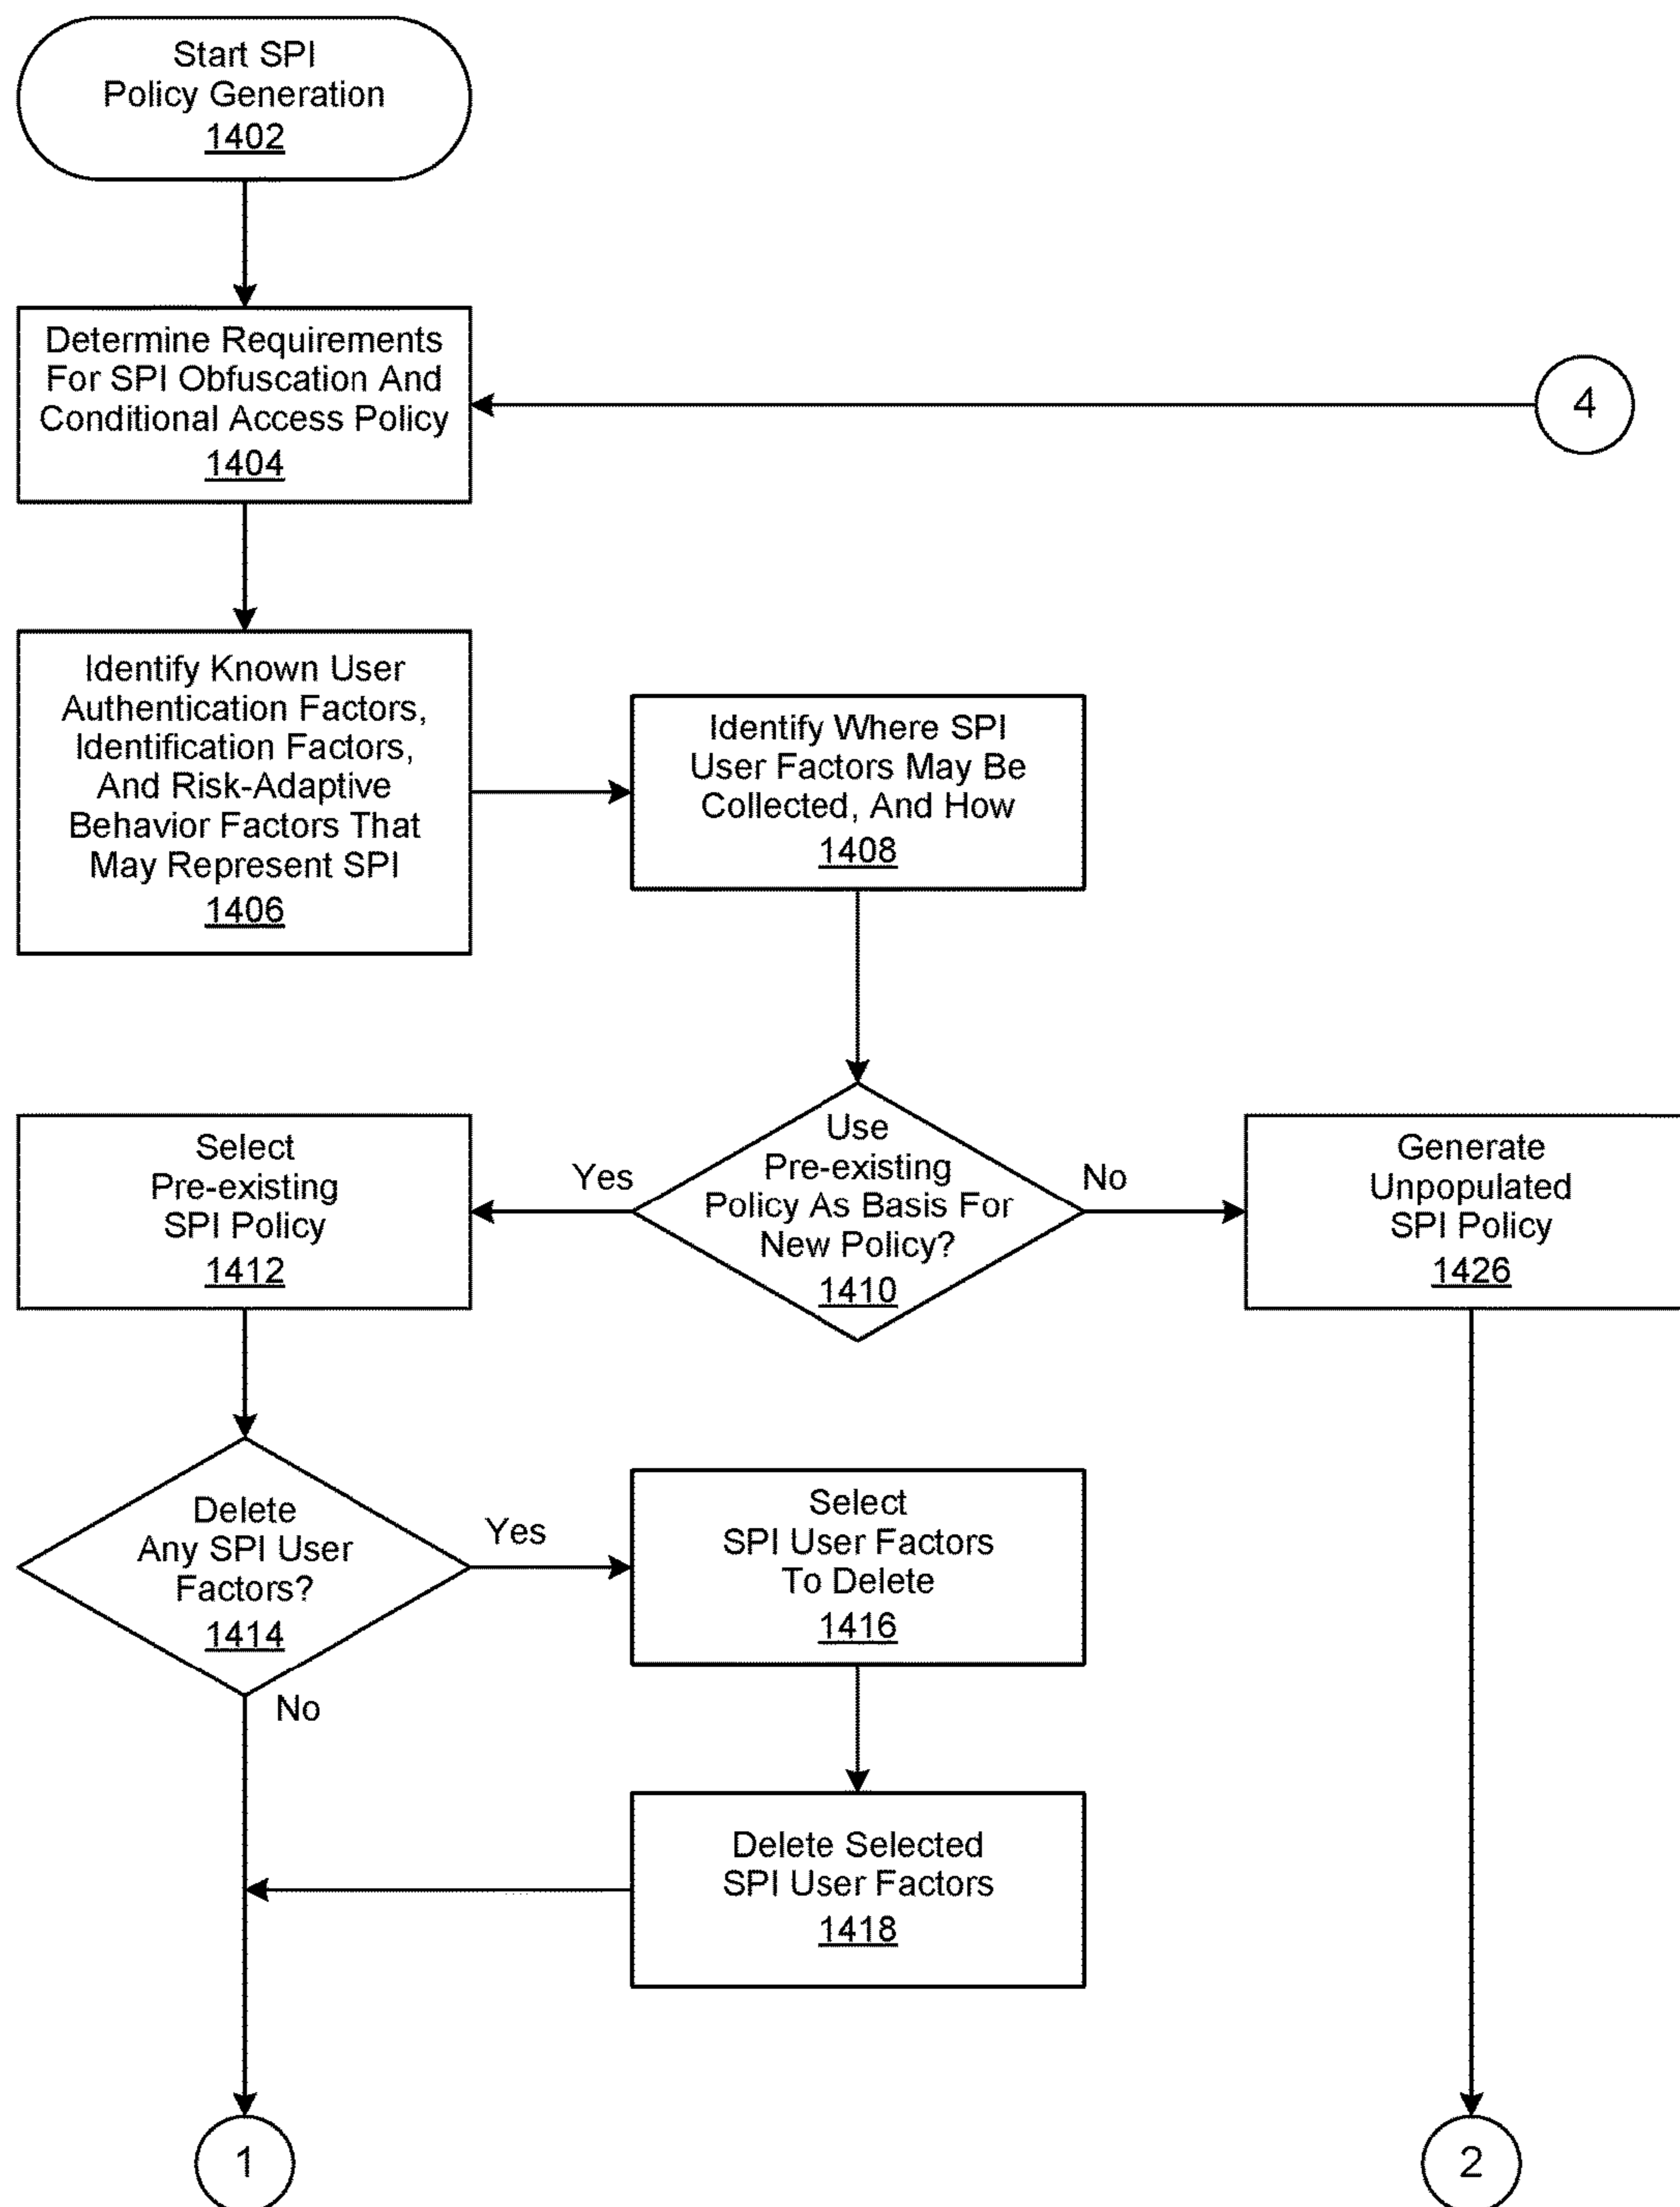 Start SPI
Policy Generation
1402
Determine Requirements
For SPI Obfuscation And
Conditional Access Policy
1404
4
Identify Known User
Authentication Factors,
Identification Factors,
And Risk-Adaptive
Behavior Factors That
May Represent SPI
1406
Identify Where SPI
User Factors May Be
Collected, And How
1408
Select
Pre-existing
SPI Policy
1412
Yes
Use
Pre-existing
Policy As Basis For
New Policy?
1410
No
Generate
Unpopulated
SPI Policy
1426
Delete
Any SPI User
Factors?
1414
Yes
No
Select
SPI User Factors
To Delete
1416
Delete Selected
SPI User Factors
1418
1
2